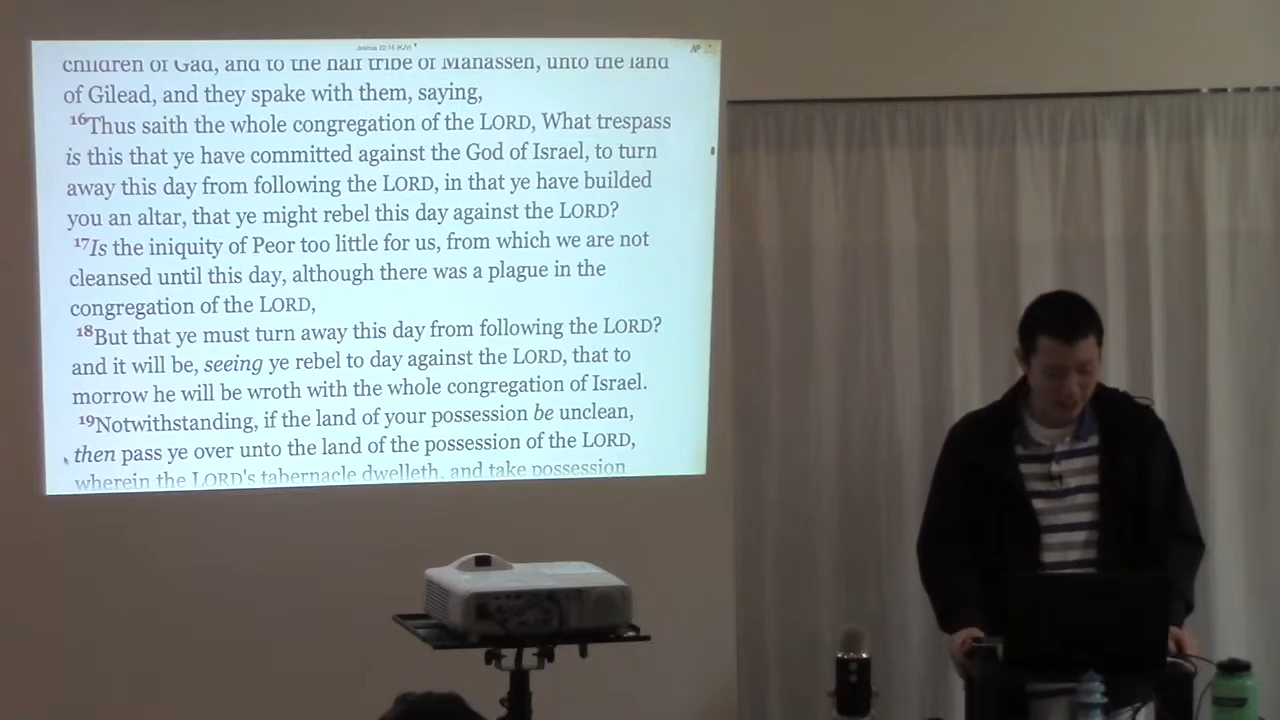 Joshua 22:16 (KJV)
children of Gad, and to the half tribe of Manasseh, unto the land
of Gilead, and they spake with them, saying,
16Thus saith the whole congregation of the LORD, What trespass
is this that ye have committed against the God of Israel, to turn
away this day from following the LORD, in that ye have builded
you an altar, that ye might rebel this day against the LORD?
17Is the iniquity of Peor too little for us, from which we are not
cleansed until this day, although there was a plague in the
congregation of the LORD,
18But that ye must turn away this day from following the LORD?
and it will be, seeing ye rebel to day against the LORD, that to
morrow he will be wroth with the whole congregation of Israel.
19Notwithstanding, if the land of your possession be unclean,
then pass ye over unto the land of the possession of the LORD,
wherein the LORD's tabernacle dwelleth, and take possession